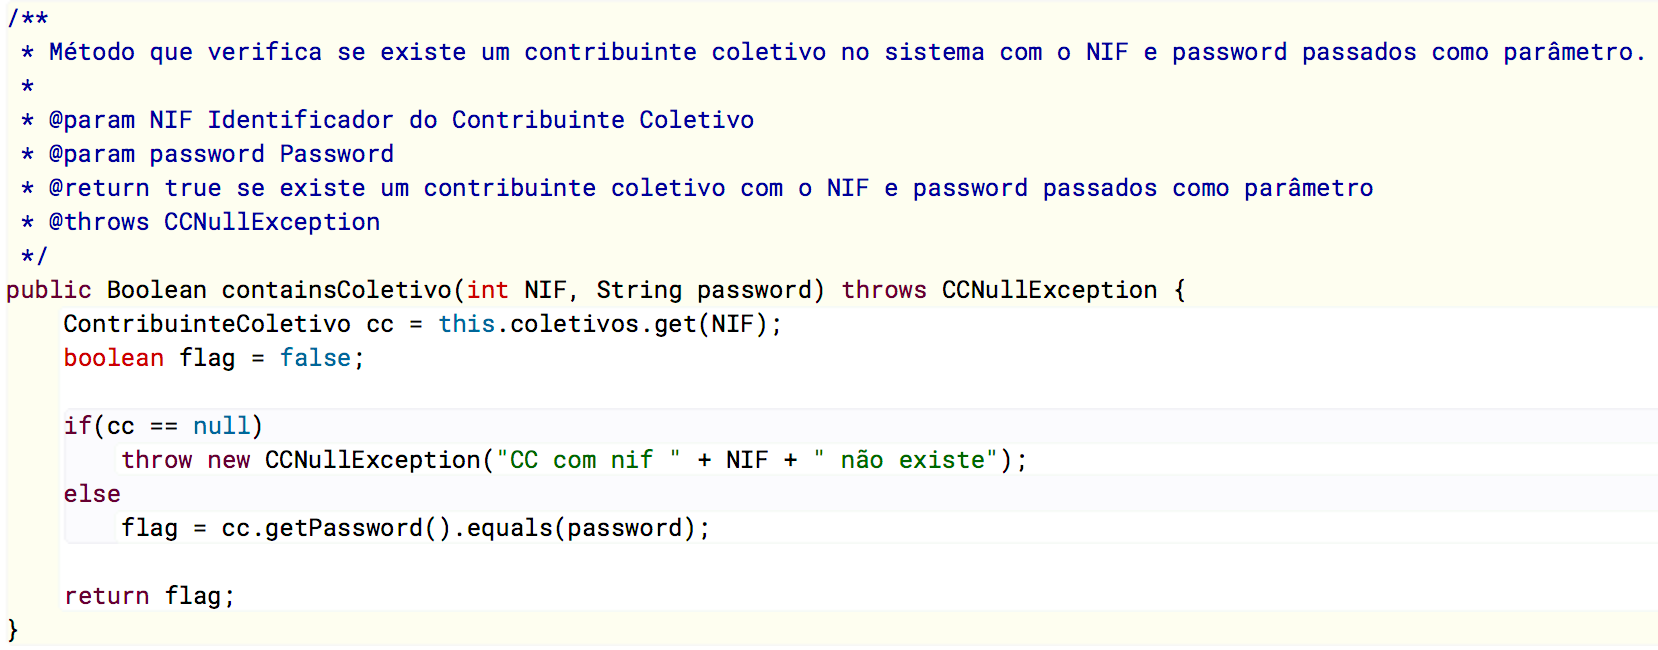 /**
 * Método que verifica se existe um contribuinte coletivo no sistema com o NIF e password passados como parâmetro.
 *
 * @param NIF Identificador do Contribuinte Coletivo
 * @param password Password
 * @return true se existe um contribuinte coletivo com o NIF e password passados como parâmetro
 * @throws CCNullException
 */
public Boolean containsColetivo(int NIF, String password) throws CCNullException {
    ContribuinteColetivo cc = this.coletivos.get(NIF);
    boolean flag = false;

    if(cc == null)
        throw new CCNullException("CC com nif " + NIF + " não existe");
    else
        flag = cc.getPassword().equals(password);

    return flag;
}